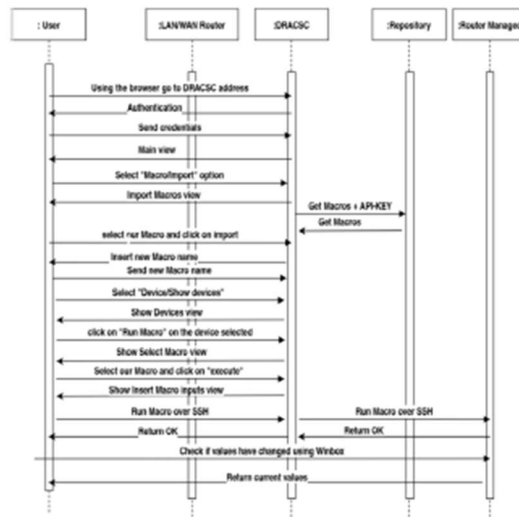 : User
:LAN/WAN Router
:DRACSC
:Repository
:Router Managed
Using the browser go to DRACSC address
Authentication
Send credentials
Main view
Select "Macro/Import" option
Import Macros view
Get Macros + API-KEY
Get Macros
select our Macro and click on import
Insert new Macro name
Send new Macro name
Select "Device/Show devices"
Show Devices view
click on "Run Macro" on the device selected
Show Select Macro view
Select our Macro and click on "execute"
Show Insert Macro inputs view
Run Macro over SSH
Run Macro over SSH
Return OK
Return OK
Check if values have changed using Winbox
Return current values